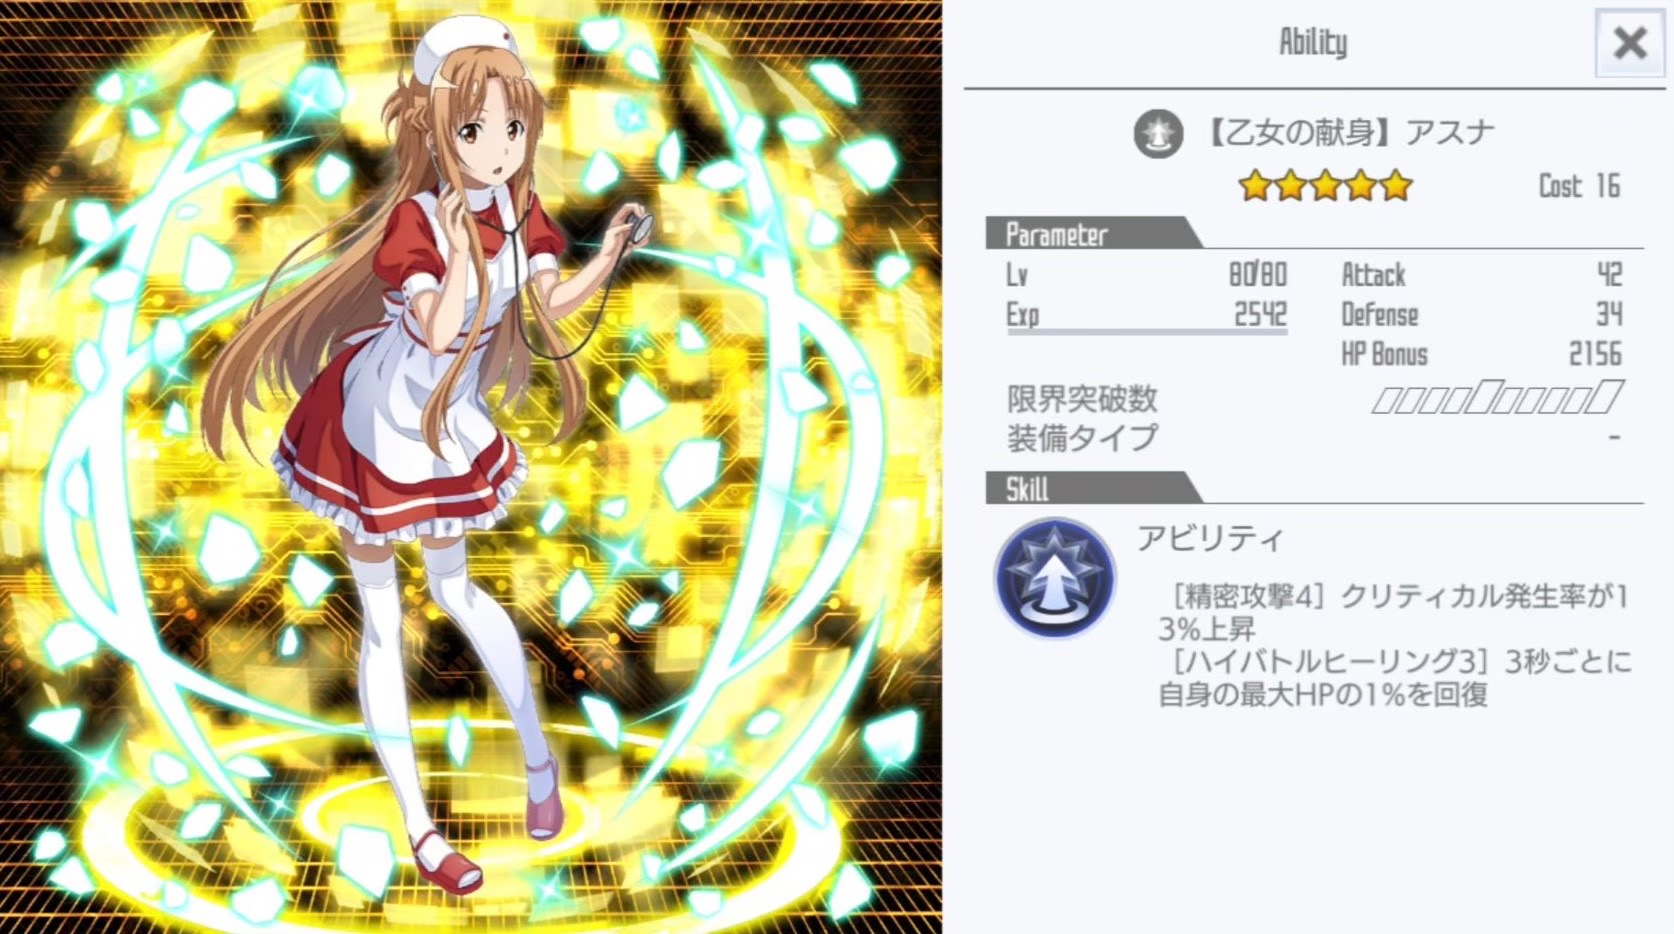 Ability
【乙女の献身】アスナ
Cost 16
Parameter
Lv 80/80 Attack 42
Exp 2542 Defense 34
HP Bonus 2156
限界突破数
装備タイプ -
Skill
アビリティ
［精密攻撃4］クリティカル発生率が1
3%上昇
［ハイバトルヒーリング3］3秒ごとに
自身の最大HPの1%を回復